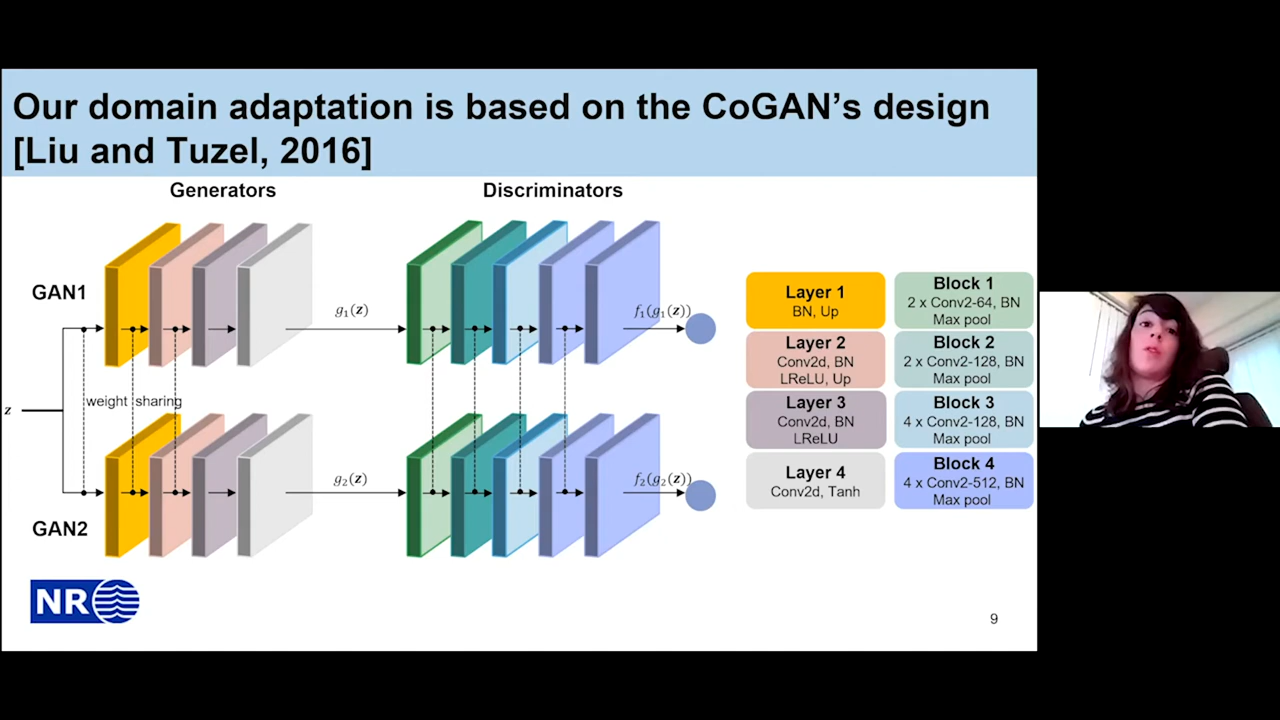 Our domain adaptation is based on the CoGAN’s design
[Liu and Tuzel, 2016]
Generators
Discriminators
GAN1
g₁(z)
f₁(g₁(z))
z
weight sharing
GAN2
g₂(z)
f₂(g₂(z))
Layer 1
BN, Up
Layer 2
Conv2d, BN
LReLU, Up
Layer 3
Conv2d, BN
LReLU
Layer 4
Conv2d, Tanh
Block 1
2 x Conv2-64, BN
Max pool
Block 2
2 x Conv2-128, BN
Max pool
Block 3
4 x Conv2-128, BN
Max pool
Block 4
4 x Conv2-512, BN
Max pool
NR
9